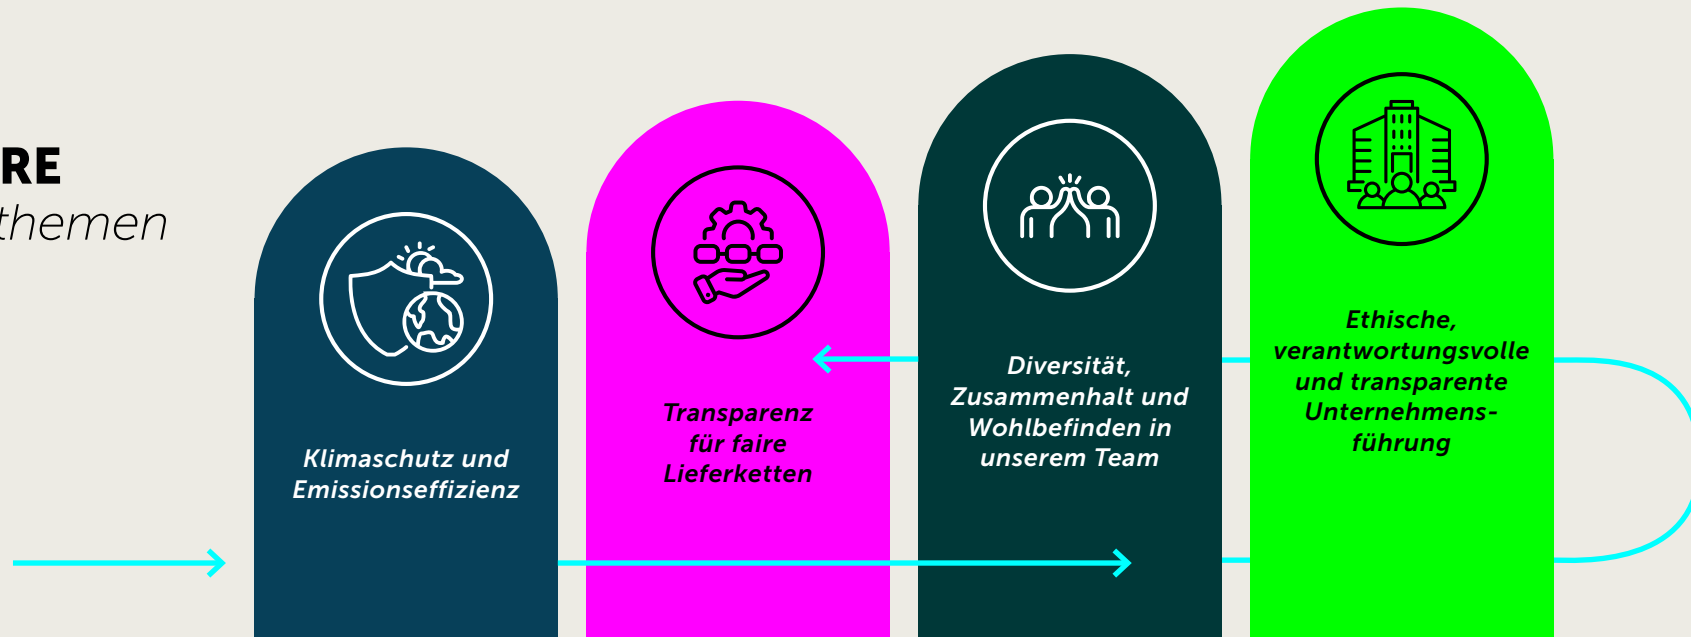 RE
themen
Klimaschutz und
Emissionseffizienz
Transparenz
für faire
Lieferketten
Diversität,
Zusammenhalt und
Wohlbefinden in
unserem Team
Ethische,
verantwortungsvolle
und transparente
Unternehmens-
führung